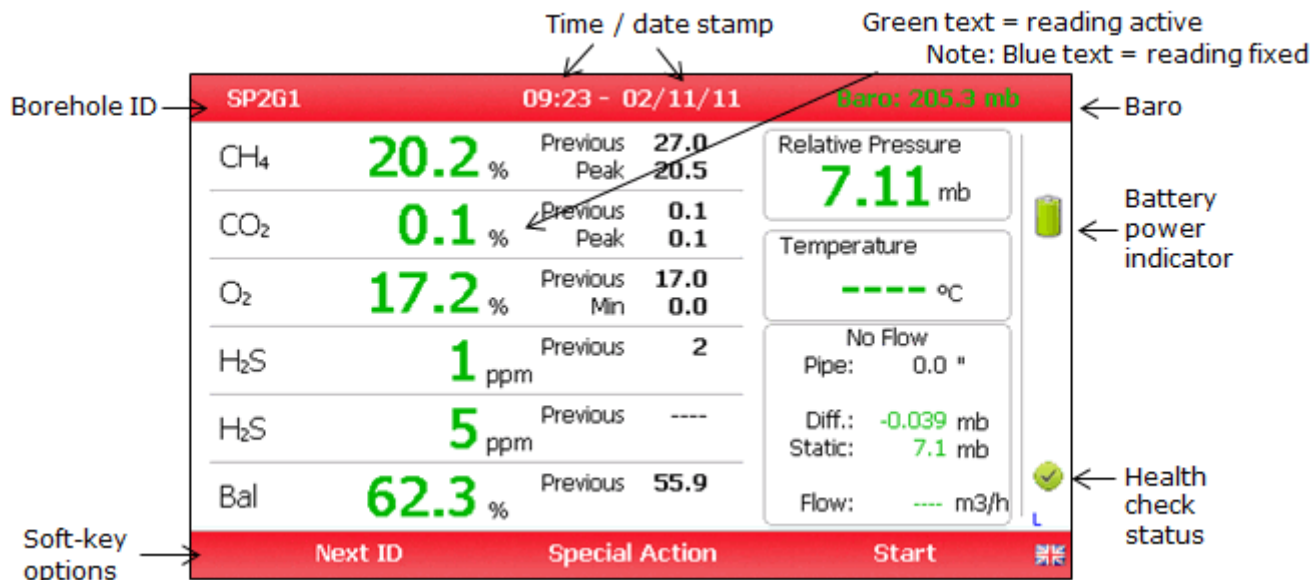 Time / date stamp
Green text = reading active
Note: Blue text = reading fixed
Borehole ID
SP2G1 09:23 - 02/11/11 Baro: 205.3 mb
Baro
CH₄ 20.2 % Previous 27.0
Peak 20.5
CO₂ 0.1 % Previous 0.1
Peak 0.1
O₂ 17.2 % Previous 17.0
Min 0.0
H₂S 1 ppm Previous 2
H₂S 5 ppm Previous ----
Bal 62.3 % Previous 55.9
Relative Pressure
7.11 mb
Temperature
---- ºC
No Flow
Pipe: 0.0 "
Diff.: -0.039 mb
Static: 7.1 mb
Flow: ---- m3/h
L
Battery
power
indicator
Health
check
status
Soft-key
options
Next ID Special Action Start